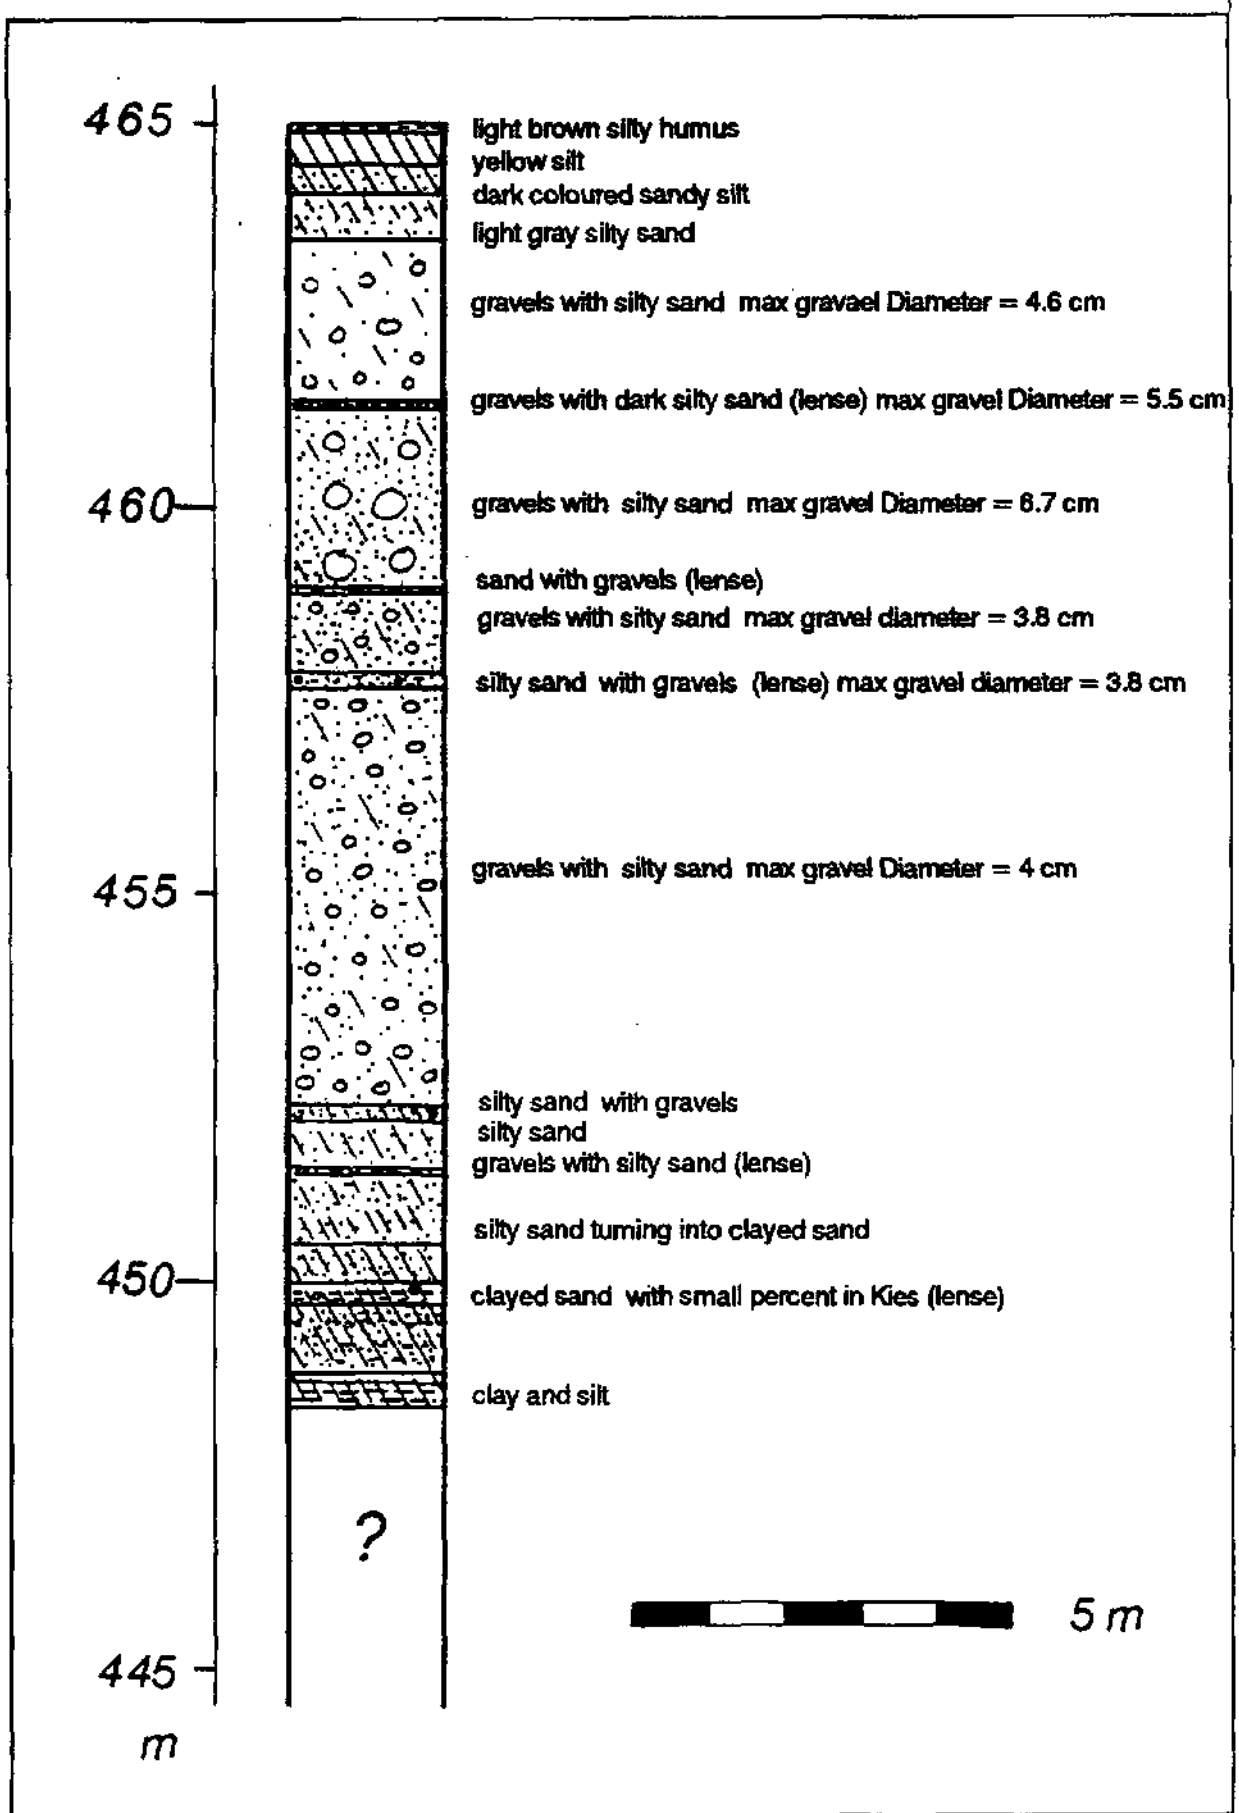 465
light brown silty humus
yellow silt
dark coloured sandy silt
light gray silty sand
gravels with silty sand max gravael Diameter = 4.6 cm
gravels with dark silty sand (lense) max gravel Diameter = 5.5 cm
460
gravels with silty sand max gravel Diameter = 6.7 cm
sand with gravels (lense)
gravels with silty sand max gravel diameter = 3.8 cm
silty sand with gravels (lense) max gravel diameter = 3.8 cm
gravels with silty sand max gravel Diameter = 4 cm
455
silty sand with gravels
silty sand
gravels with silty sand (lense)
silty sand turning into clayed sand
450
clayed sand with small percent in Kies (lense)
clay and silt
?
5 m
445
m